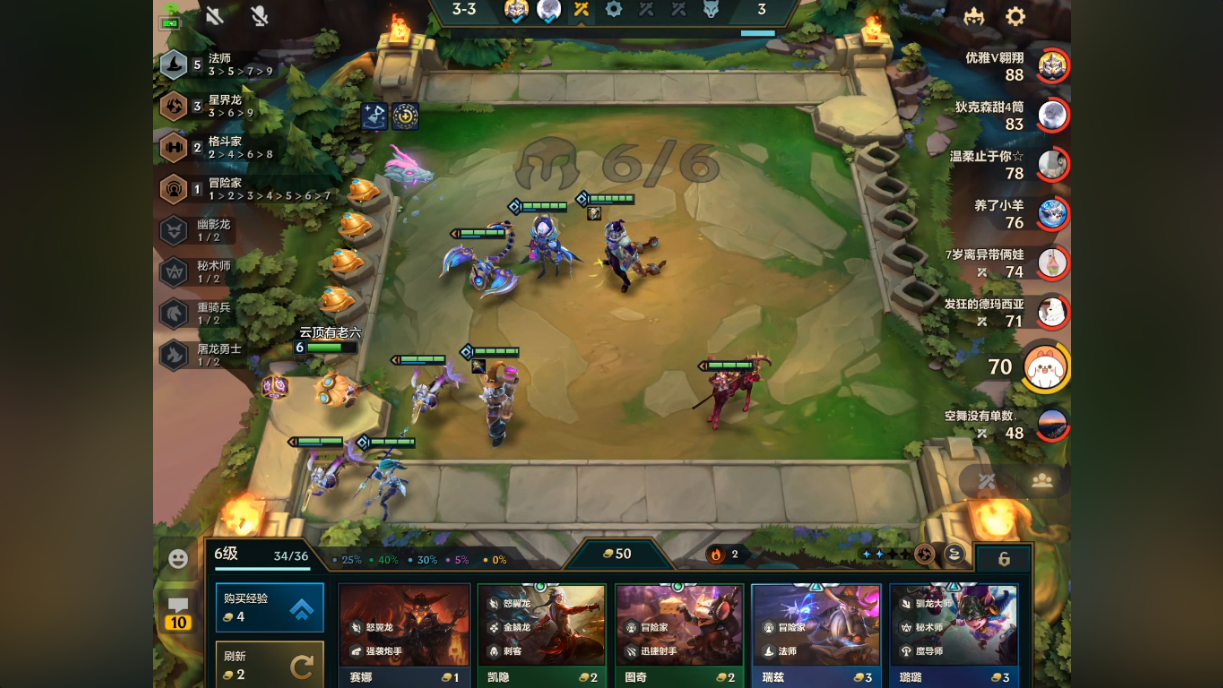 3-3
3
5 法师
3 > 5 > 7 > 9
3 星界龙
3 > 6 > 9
2 格斗家
2 > 4 > 6 > 8
1 冒险家
1 > 2 > 3 > 4 > 5 > 6 > 7
幽影龙
1 / 2
秘术师
1 / 2
重骑兵
1 / 2
屠龙勇士
1 / 2
6/6
云顶有老六
6
优雅V翱翔
88
狄克森甜4筒
83
温柔止于你☆
78
养了小羊
76
7岁离异带俩娃
74
发狂的德玛西亚
71
70
空舞没有单数
48
6级 34/36
25% 40% 30% 5% 0%
50
2
10
购买经验
4
刷新
2
怒翼龙
强袭炮手
赛娜 1
怒翼龙
金鳞龙
刺客
凯隐 2
冒险家
迅捷射手
图奇 2
冒险家
法师
瑞兹 3
驯龙大师
秘术师
魔导师
璐璐 3